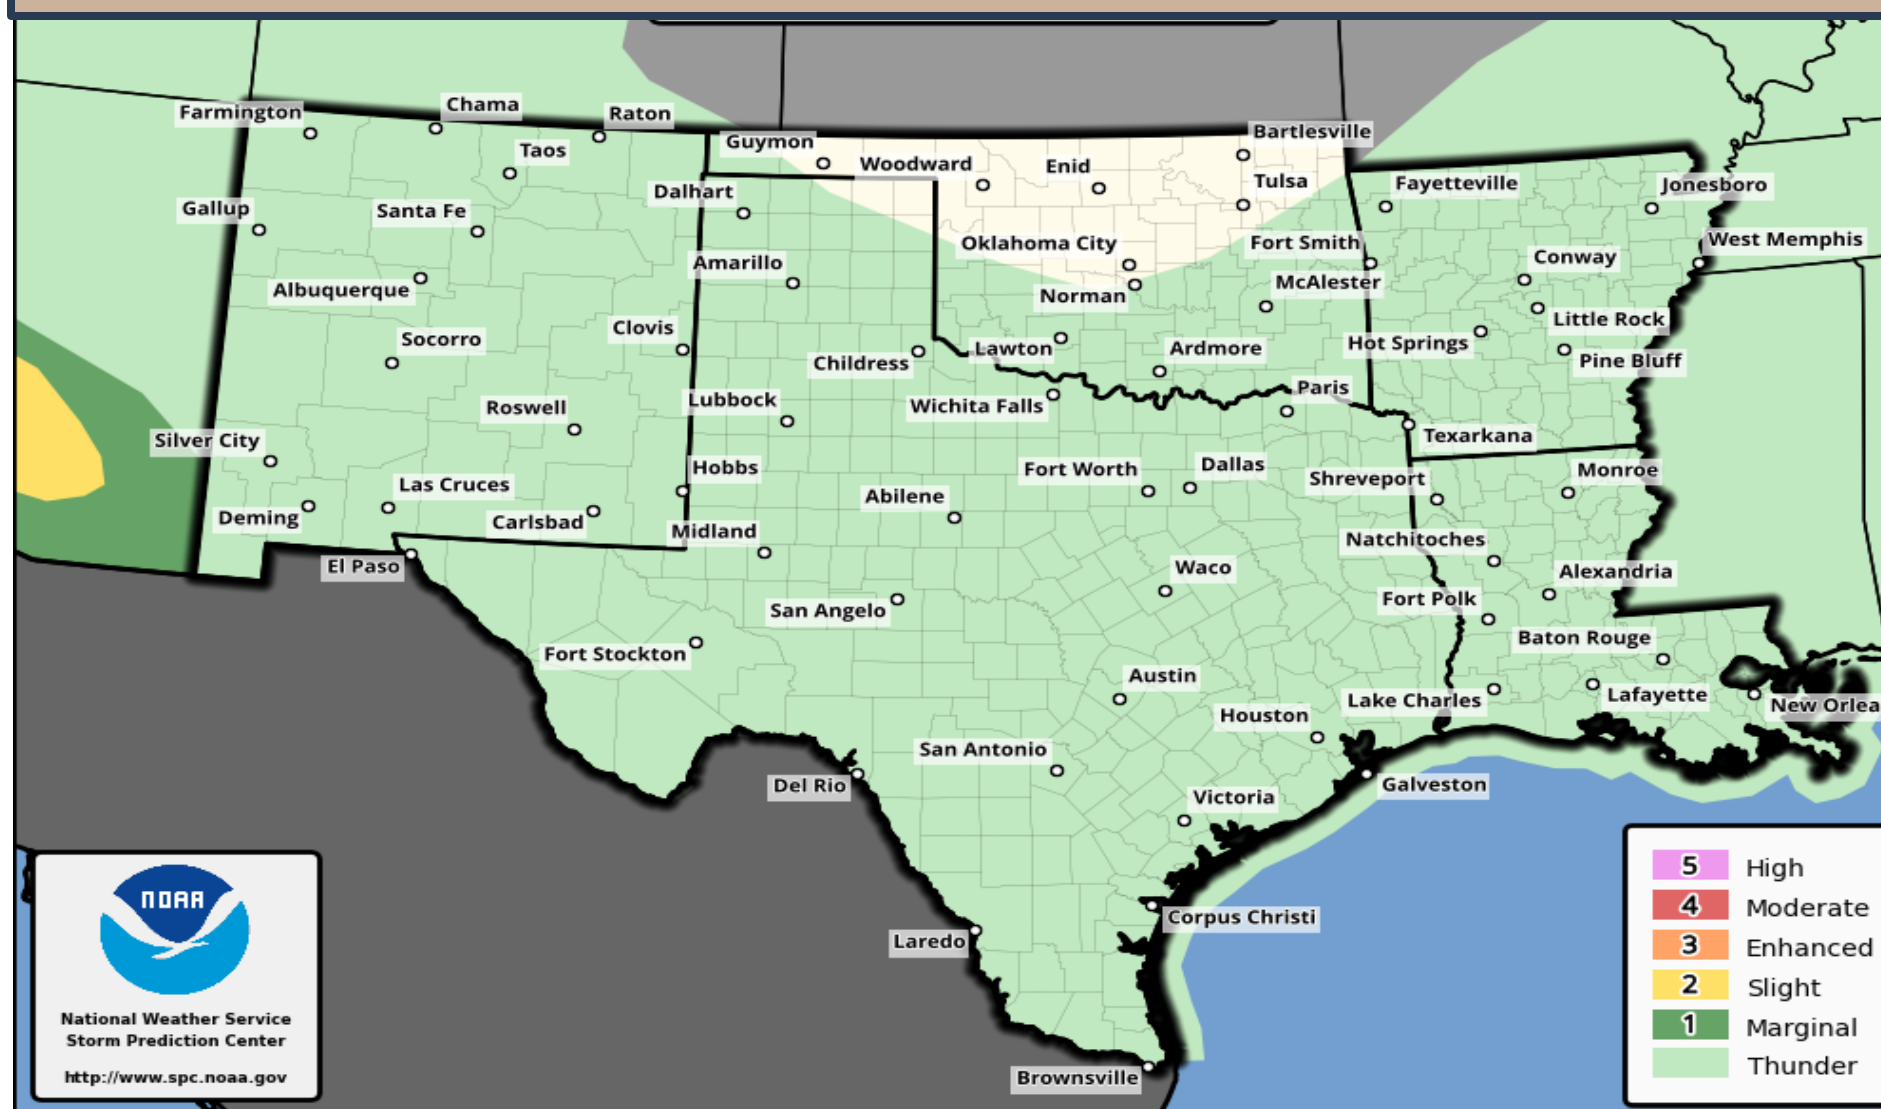 Farmington
Chama
Raton
Guymon
Bartlesville
Taos
Woodward
Enid
Tulsa
Dalhart
Fayetteville
Jonesboro
Gallup
Santa Fe
Oklahoma City
Fort Smith
West Memphis
Amarillo
Conway
Albuquerque
Norman
McAlester
Little Rock
Clovis
Socorro
Hot Springs
Lawton
Ardmore
Childress
Pine Bluff
Paris
Lubbock
Roswell
Wichita Falls
Silver City
Texarkana
Hobbs
Fort Worth
Dallas
Monroe
Shreveport
Las Cruces
Abilene
Deming
Carlsbad
Midland
Natchitoches
El Paso
Waco
Alexandria
San Angelo
Fort Polk
Baton Rouge
Fort Stockton
Austin
Lake Charles
Lafayette
New Orlea
Houston
San Antonio
Del Rio
Galveston
Victoria
Corpus Christi
Laredo
Brownsville
NOAA
National Weather Service
Storm Prediction Center
http://www.spc.noaa.gov
5 High
4 Moderate
3 Enhanced
2 Slight
1 Marginal
Thunder